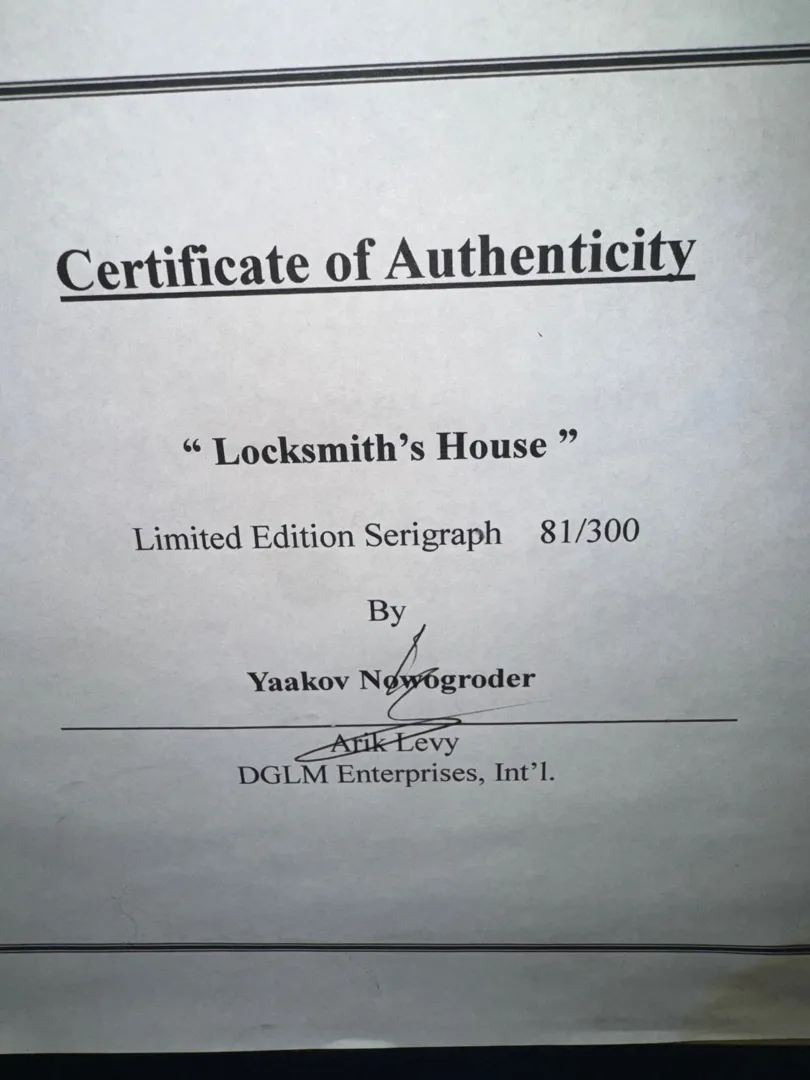 Certificate of Authenticity
“ Locksmith’s House ”
Limited Edition Serigraph 81/300
By
Yaakov Nowogroder
Arik Levy
DGLM Enterprises, Int’l.